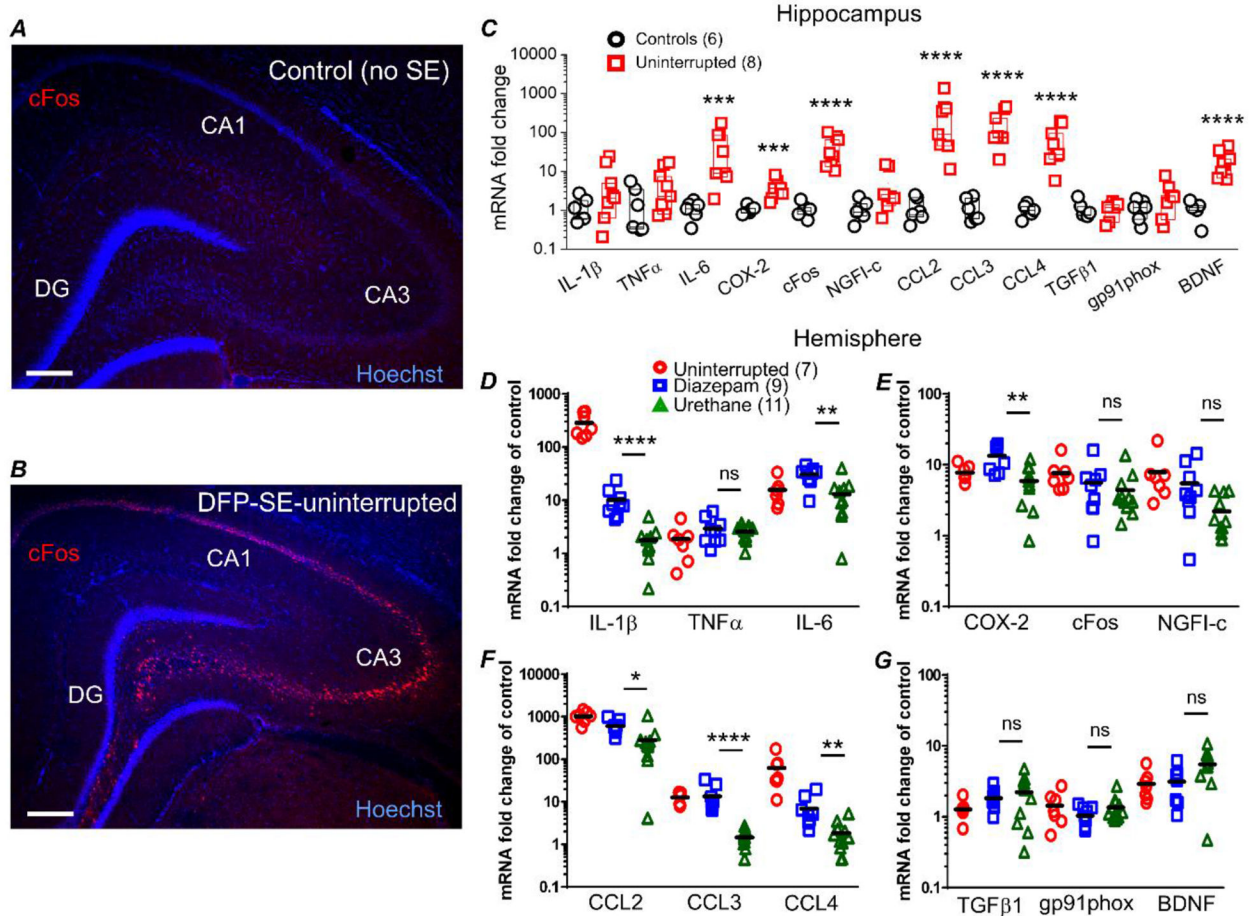 A
Control (no SE)
cFos
CA1
DG
CA3
Hoechst
B
DFP-SE-uninterrupted
cFos
CA1
CA3
DG
Hoechst
Hippocampus
C
Controls (6)
Uninterrupted (8)
mRNA fold change
10000
1000
100
10
1
0.1
*** *** **** **** **** **** ****
IL-1β TNFα IL-6 COX-2 cFos NGFI-c CCL2 CCL3 CCL4 TGFβ1 gp91phox BDNF
Hemisphere
D
Uninterrupted (7)
Diazepam (9)
Urethane (11)
mRNA fold change of control
1000
100
10
1
0.1
**** ns **
IL-1β TNFα IL-6
E
mRNA fold change of control
100
10
1
0.1
** ns ns
COX-2 cFos NGFI-c
F
mRNA fold change of control
10000
1000
100
10
1
0.1
* **** **
CCL2 CCL3 CCL4
G
mRNA fold change of control
100
10
1
0.1
ns ns ns
TGFβ1 gp91phox BDNF